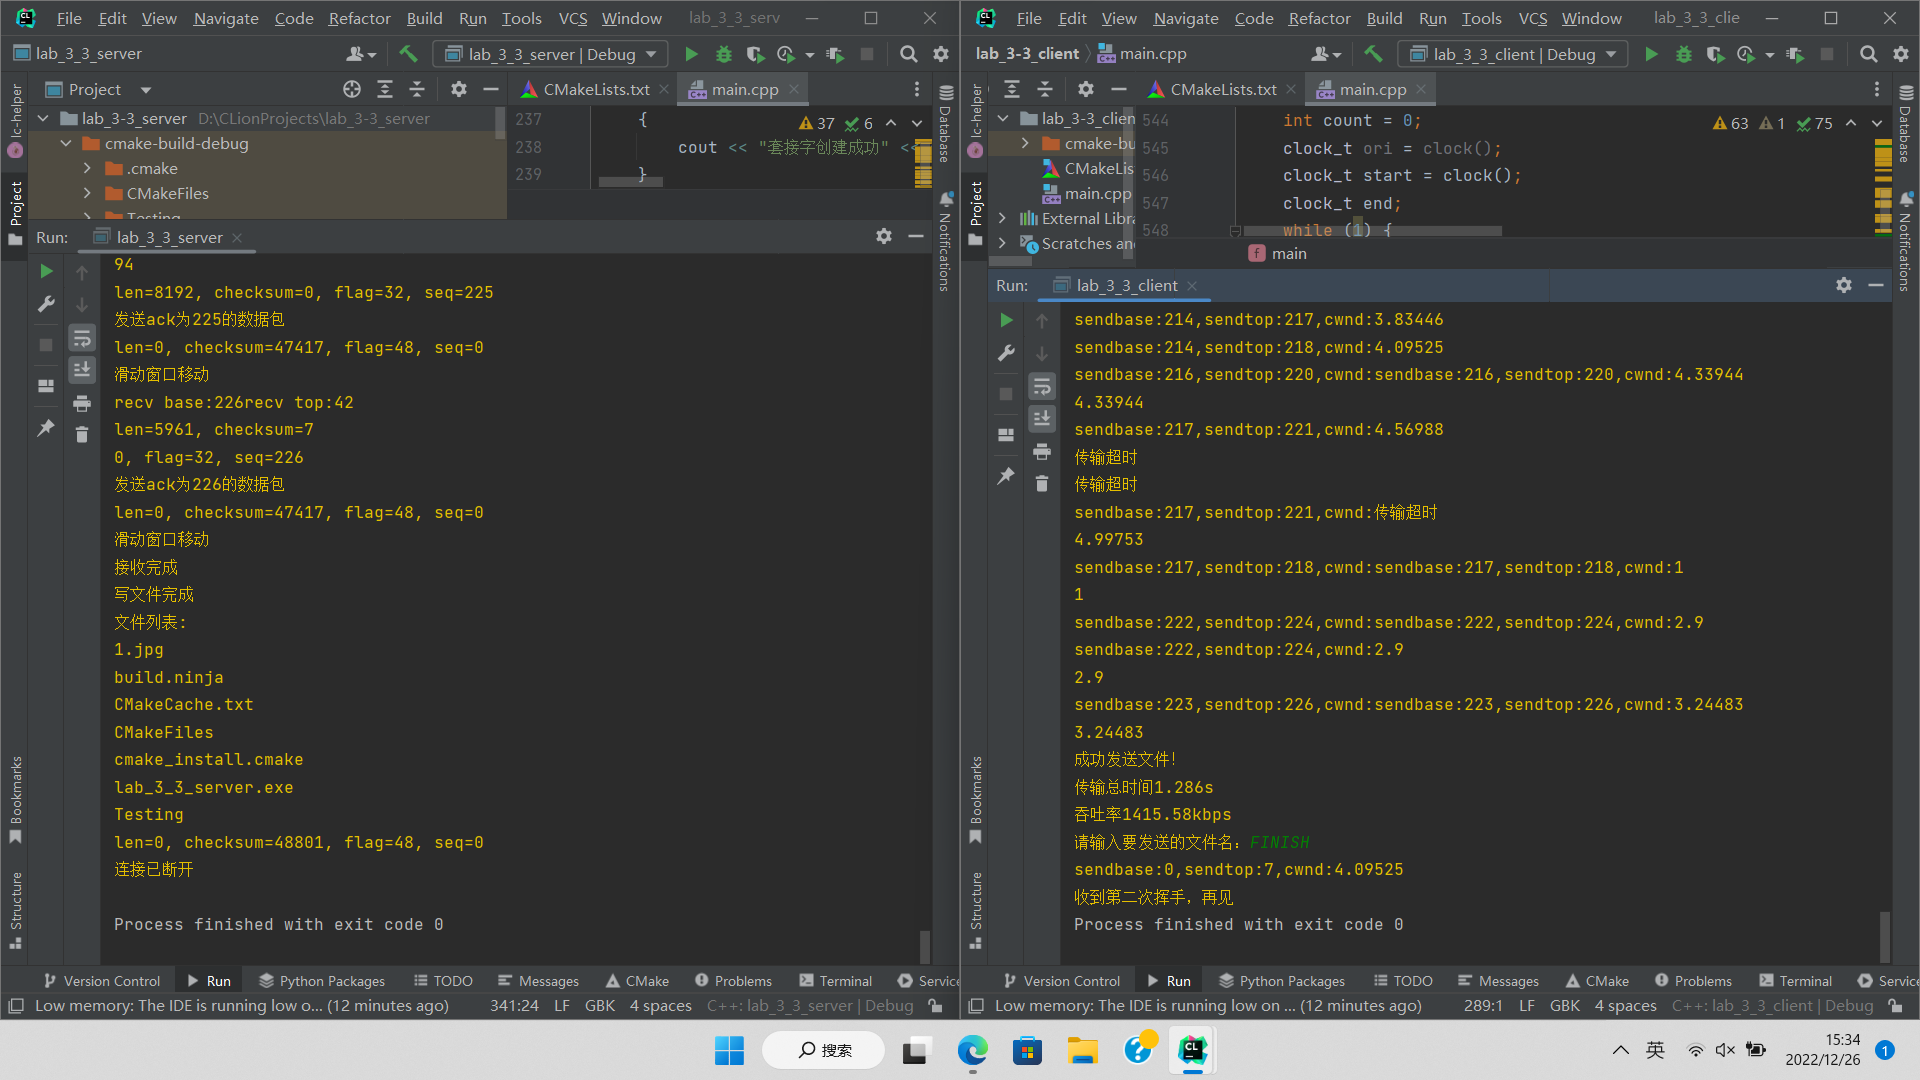 File Edit View Navigate Code Refactor Build Run Tools VCS Window lab_3_3_serv
lab_3_3_server
lab_3_3_server | Debug
Project
CMakeLists.txt
main.cpp
lab_3-3_server D:\CLionProjects\lab_3-3_server
cmake-build-debug
.cmake
CMakeFiles
Testing
237 {
238 cout << "套接字创建成功" <<
239 }
37 6
lc-helper
Project
Bookmarks
Structure
Database
Notifications
Run: lab_3_3_server
94
len=8192, checksum=0, flag=32, seq=225
发送ack为225的数据包
len=0, checksum=47417, flag=48, seq=0
滑动窗口移动
recv base:226recv top:42
len=5961, checksum=7
0, flag=32, seq=226
发送ack为226的数据包
len=0, checksum=47417, flag=48, seq=0
滑动窗口移动
接收完成
写文件完成
文件列表:
1.jpg
build.ninja
CMakeCache.txt
CMakeFiles
cmake_install.cmake
lab_3_3_server.exe
Testing
len=0, checksum=48801, flag=48, seq=0
连接已断开
Process finished with exit code 0
Version Control Run Python Packages TODO Messages CMake Problems Terminal Service
Low memory: The IDE is running low o... (12 minutes ago) 341:24 LF GBK 4 spaces C++: lab_3_3_server | Debug
File Edit View Navigate Code Refactor Build Run Tools VCS Window lab_3_3_clie
lab_3-3_client main.cpp
lab_3_3_client | Debug
CMakeLists.txt
main.cpp
lab_3-3_clien
cmake-bu
CMakeLis
main.cpp
External Libra
Scratches and
544 int count = 0;
545 clock_t ori = clock();
546 clock_t start = clock();
547 clock_t end;
548 while (1) {
63 1 75
main
lc-helper
Project
Bookmarks
Structure
Database
Notifications
Run: lab_3_3_client
sendbase:214,sendtop:217,cwnd:3.83446
sendbase:214,sendtop:218,cwnd:4.09525
sendbase:216,sendtop:220,cwnd:sendbase:216,sendtop:220,cwnd:4.33944
4.33944
sendbase:217,sendtop:221,cwnd:4.56988
传输超时
传输超时
sendbase:217,sendtop:221,cwnd:传输超时
4.99753
sendbase:217,sendtop:218,cwnd:sendbase:217,sendtop:218,cwnd:1
1
sendbase:222,sendtop:224,cwnd:sendbase:222,sendtop:224,cwnd:2.9
sendbase:222,sendtop:224,cwnd:2.9
2.9
sendbase:223,sendtop:226,cwnd:sendbase:223,sendtop:226,cwnd:3.24483
3.24483
成功发送文件!
传输总时间1.286s
吞吐率1415.58kbps
请输入要发送的文件名：FINISH
sendbase:0,sendtop:7,cwnd:4.09525
收到第二次挥手，再见
Process finished with exit code 0
Version Control Run Python Packages TODO Messages CMake Problems Terminal Service
Low memory: The IDE is running low on ... (12 minutes ago) 289:1 LF GBK 4 spaces C++: lab_3_3_client | Debug
搜索
英
15:34
2022/12/26
1